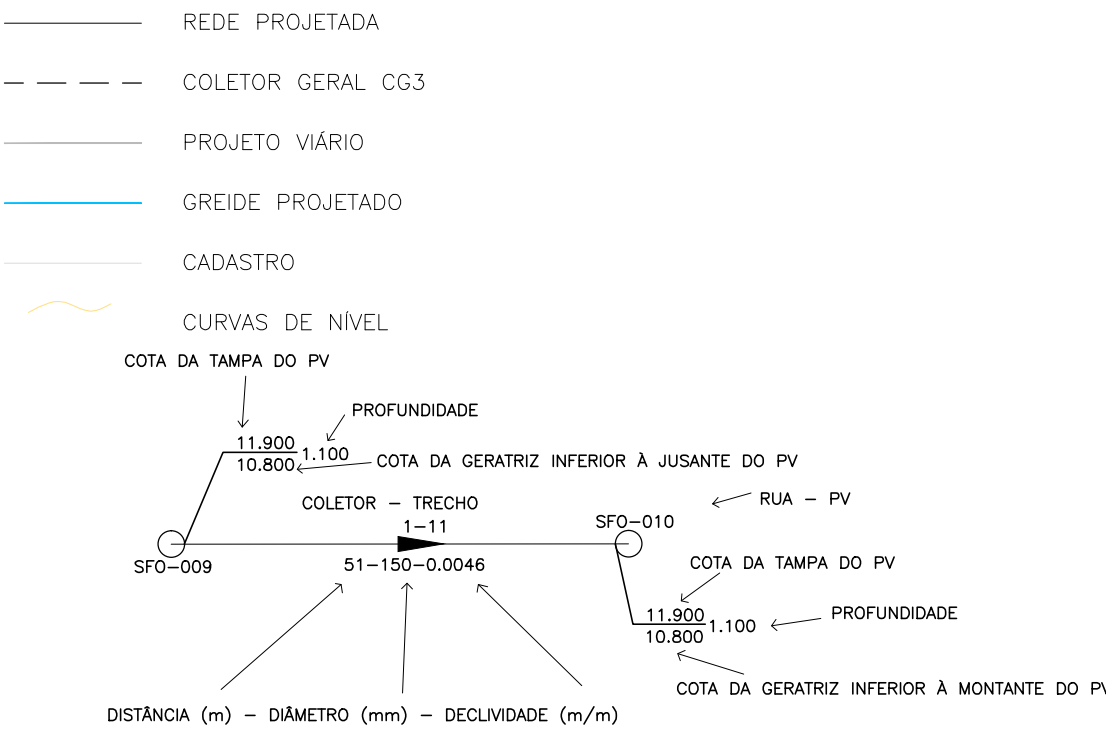 REDE PROJETADA
COLETOR GERAL CG3
PROJETO VIÁRIO
GREIDE PROJETADO
CADASTRO
CURVAS DE NÍVEL
COTA DA TAMPA DO PV
PROFUNDIDADE
11.900
1.100
10.800
COTA DA GERATRIZ INFERIOR À JUSANTE DO PV
COLETOR – TRECHO
RUA – PV
1–11
SFO–010
SFO–009
51–150–0.0046
COTA DA TAMPA DO PV
11.900
1.100
PROFUNDIDADE
10.800
COTA DA GERATRIZ INFERIOR À MONTANTE DO PV
DISTÂNCIA (m) – DIÂMETRO (mm) – DECLIVIDADE (m/m)